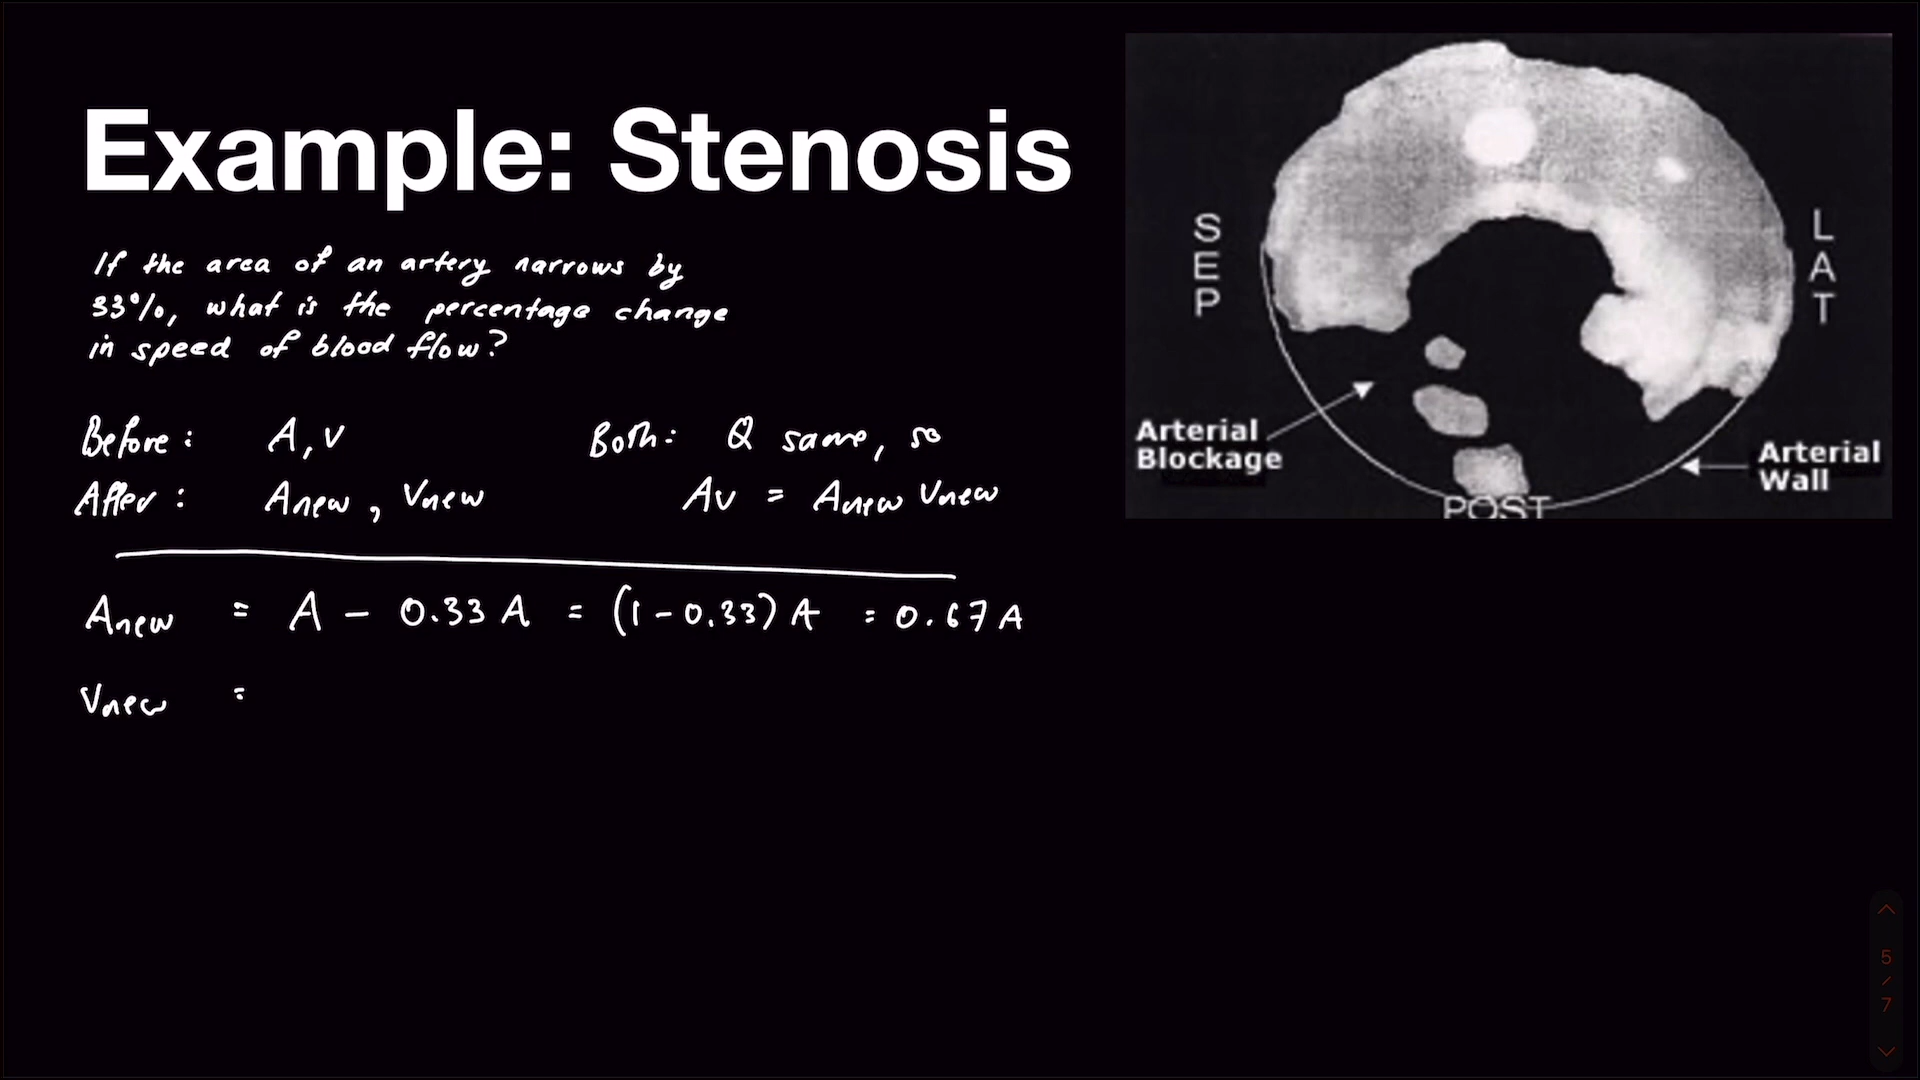 Example: Stenosis
If the area of an artery narrows by
33%, what is the percentage change
in speed of blood flow?
Before: A, v
After: Anew, Vnew
Both: Q same, so
Av = Anew Vnew
Anew = A - 0.33 A = (1-0.33) A = 0.67 A
Vnew =
SEP
LAT
Arterial
Blockage
Arterial
Wall
POST
5
/
7